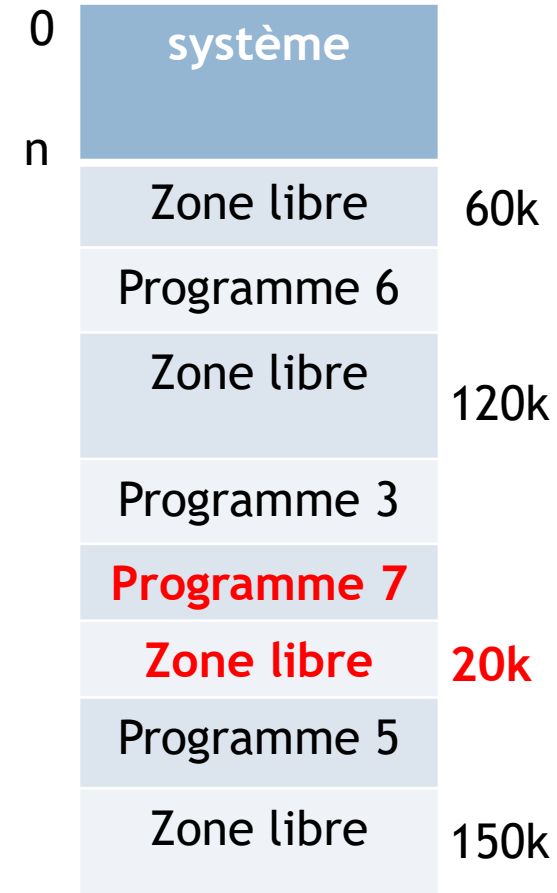 0
système
n
Zone libre
60k
Programme 6
Zone libre
120k
Programme 3
Programme 7
Zone libre
20k
Programme 5
Zone libre
150k